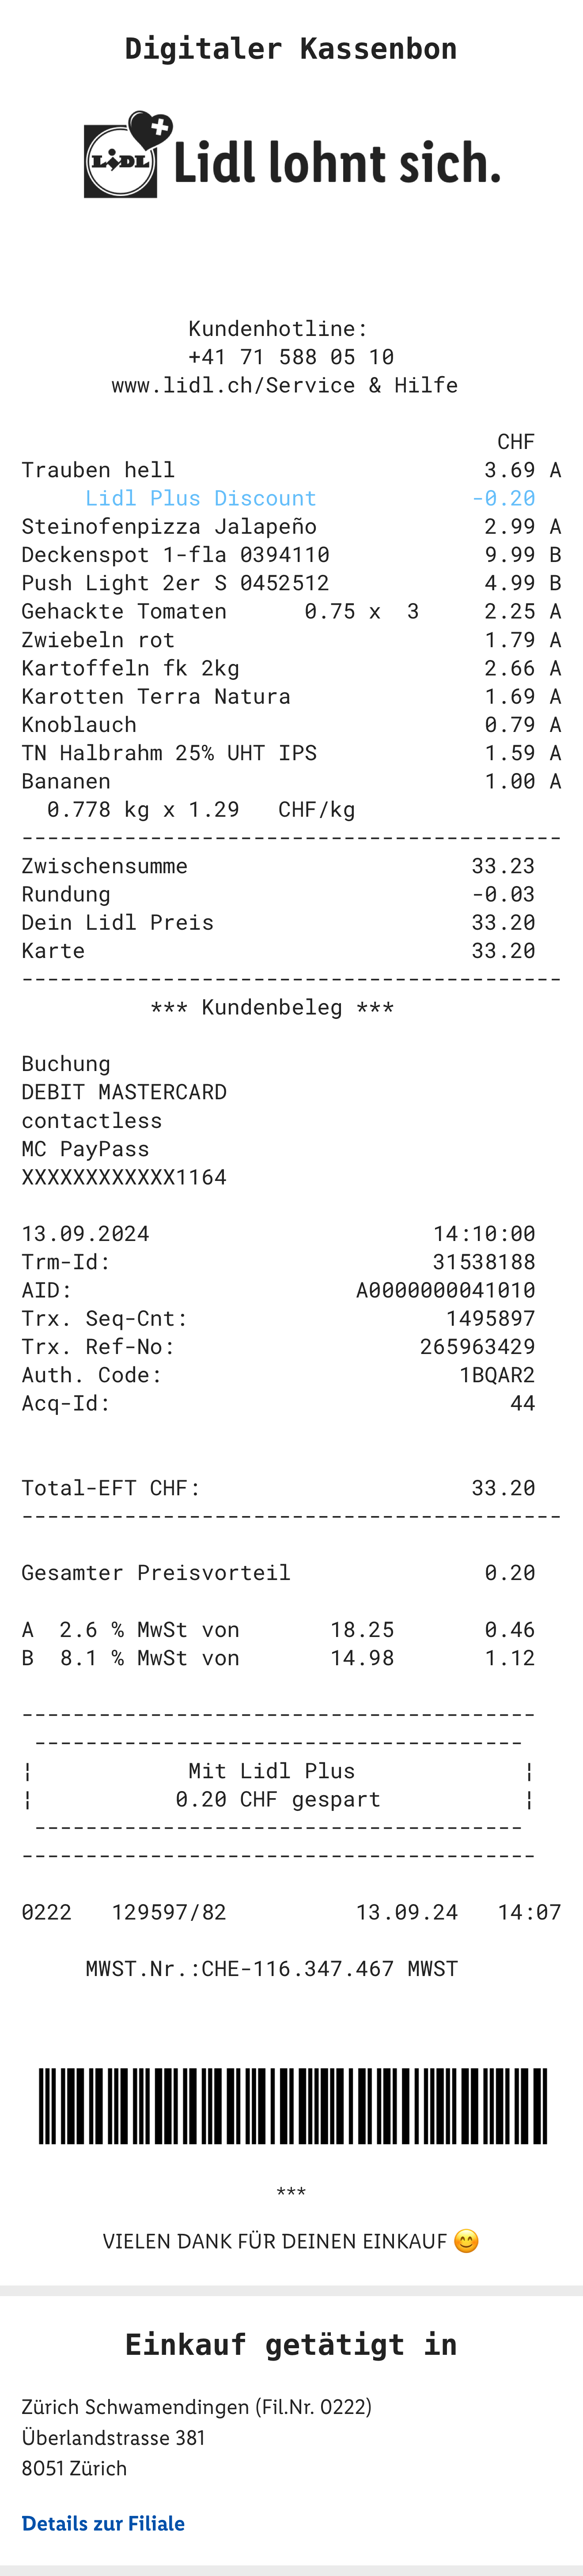 Digitaler Kassenbon
LIDL Lidl lohnt sich.
Kundenhotline:
+41 71 588 05 10
www.lidl.ch/Service & Hilfe
CHF
Trauben hell 3.69 A
Lidl Plus Discount -0.20
Steinofenpizza Jalapeño 2.99 A
Deckenspot 1-fla 0394110 9.99 B
Push Light 2er S 0452512 4.99 B
Gehackte Tomaten 0.75 x 3 2.25 A
Zwiebeln rot 1.79 A
Kartoffeln fk 2kg 2.66 A
Karotten Terra Natura 1.69 A
Knoblauch 0.79 A
TN Halbrahm 25% UHT IPS 1.59 A
Bananen 1.00 A
0.778 kg x 1.29 CHF/kg
------------------------------------------
Zwischensumme 33.23
Rundung -0.03
Dein Lidl Preis 33.20
Karte 33.20
------------------------------------------
*** Kundenbeleg ***
Buchung
DEBIT MASTERCARD
contactless
MC PayPass
XXXXXXXXXXXX1164
13.09.2024 14:10:00
Trm-Id: 31538188
AID: A0000000041010
Trx. Seq-Cnt: 1495897
Trx. Ref-No: 265963429
Auth. Code: 1BQAR2
Acq-Id: 44
Total-EFT CHF: 33.20
------------------------------------------
Gesamter Preisvorteil 0.20
A 2.6 % MwSt von 18.25 0.46
B 8.1 % MwSt von 14.98 1.12
----------------------------------------
--------------------------------------
¦ Mit Lidl Plus ¦
¦ 0.20 CHF gespart ¦
--------------------------------------
----------------------------------------
0222 129597/82 13.09.24 14:07
MWST.Nr.:CHE-116.347.467 MWST
***
VIELEN DANK FÜR DEINEN EINKAUF 😊
Einkauf getätigt in
Zürich Schwamendingen (Fil.Nr. 0222)
Überlandstrasse 381
8051 Zürich
Details zur Filiale